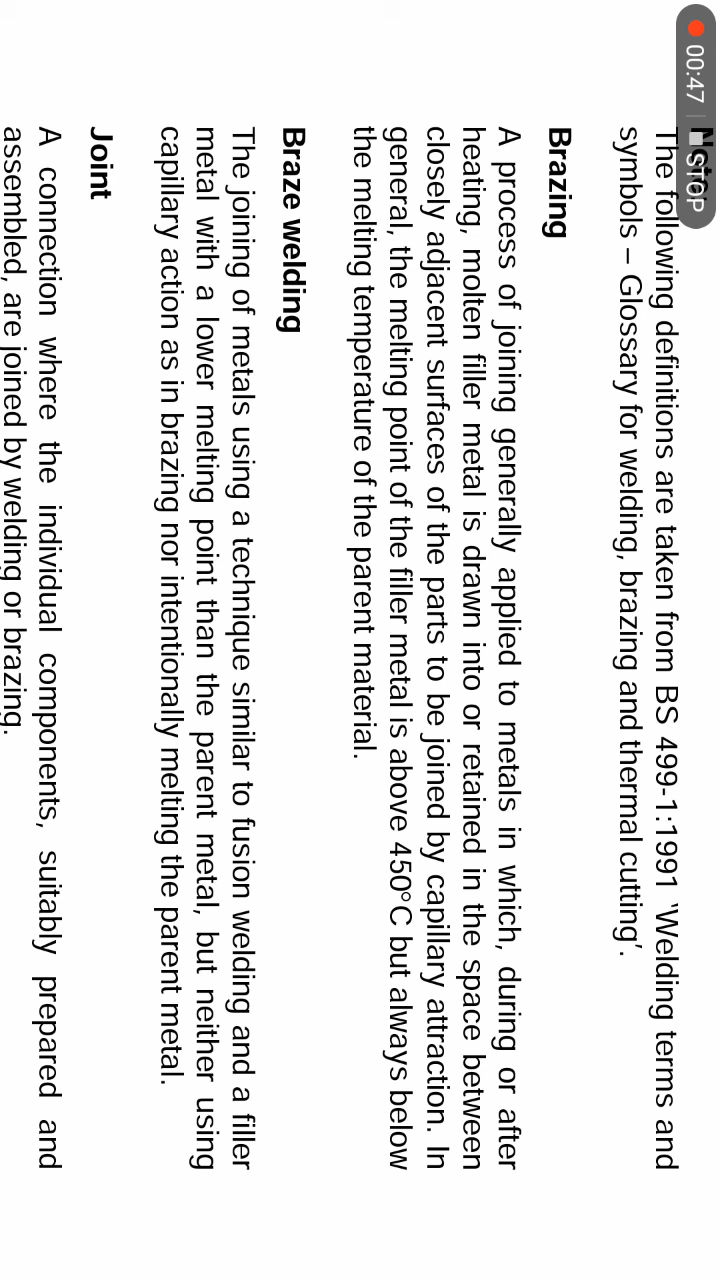 00:47 STOP
Note:
The following definitions are taken from BS 499-1:1991 ‘Welding terms and
symbols – Glossary for welding, brazing and thermal cutting’.
Brazing
A process of joining generally applied to metals in which, during or after
heating, molten filler metal is drawn into or retained in the space between
closely adjacent surfaces of the parts to be joined by capillary attraction. In
general, the melting point of the filler metal is above 450°C but always below
the melting temperature of the parent material.
Braze welding
The joining of metals using a technique similar to fusion welding and a filler
metal with a lower melting point than the parent metal, but neither using
capillary action as in brazing nor intentionally melting the parent metal.
Joint
A connection where the individual components, suitably prepared and
assembled, are joined by welding or brazing.